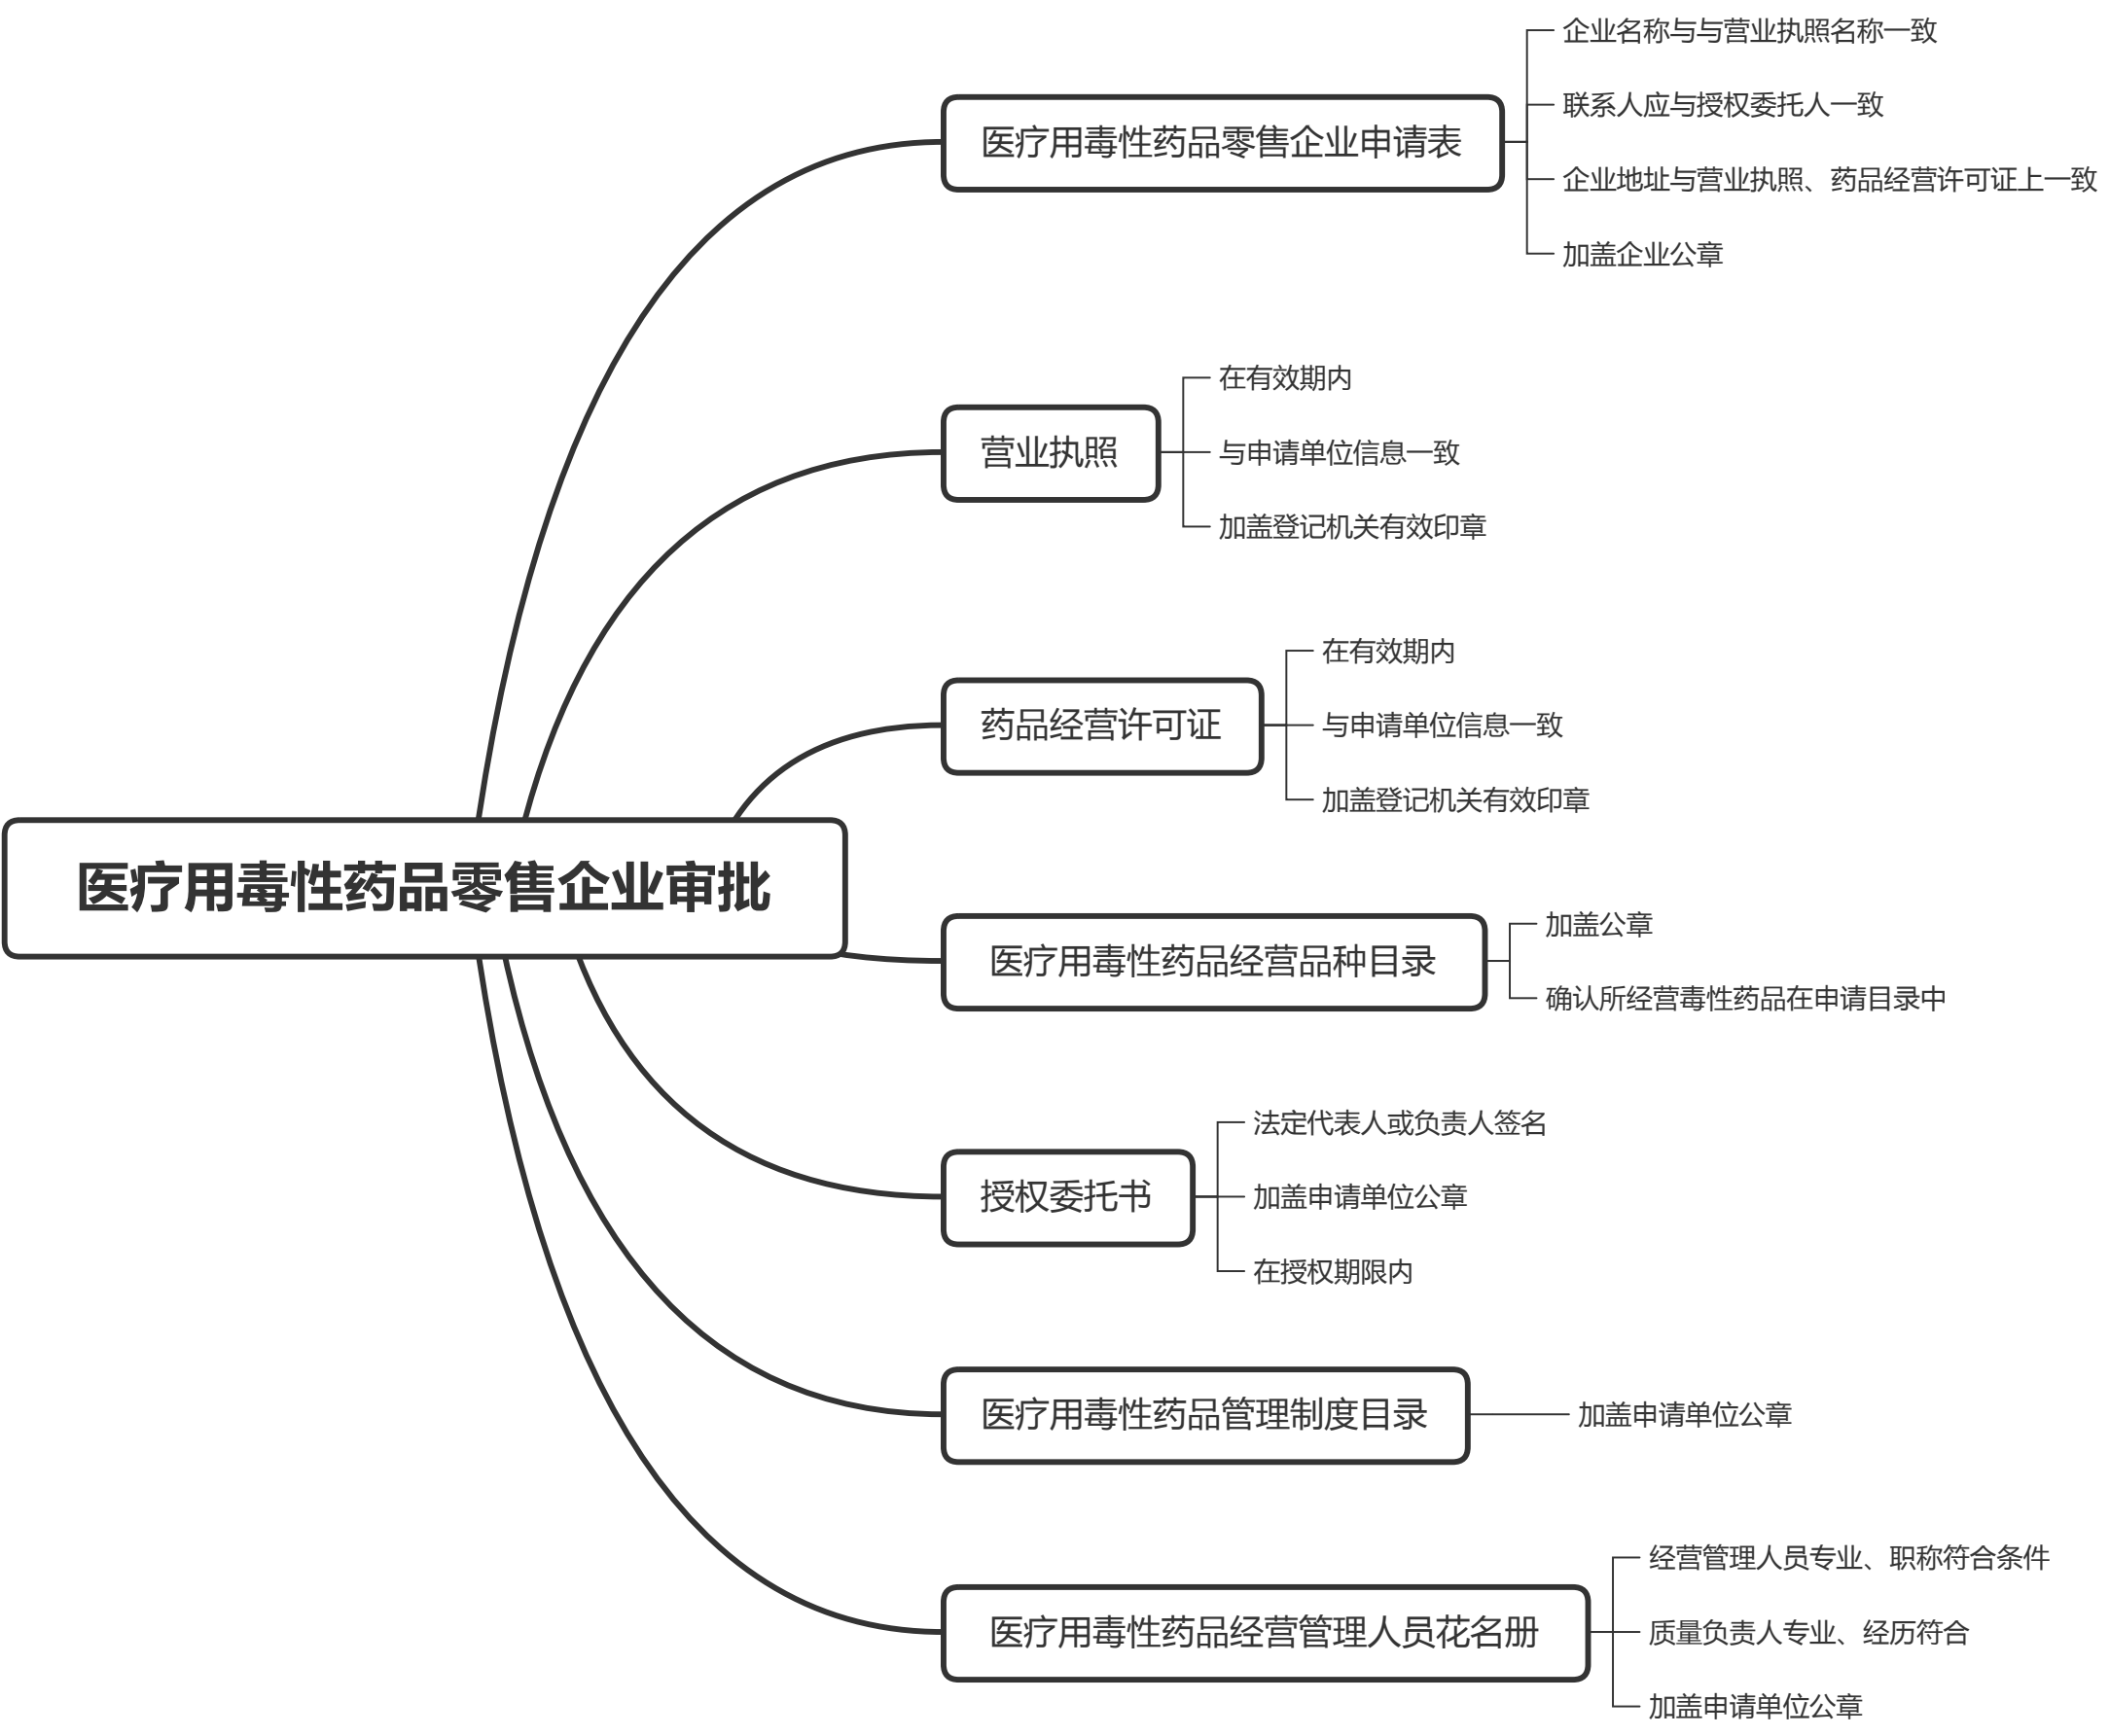 医疗用毒性药品零售企业审批
医疗用毒性药品零售企业申请表
企业名称与与营业执照名称一致
联系人应与授权委托人一致
企业地址与营业执照、药品经营许可证上一致
加盖企业公章
营业执照
在有效期内
与申请单位信息一致
加盖登记机关有效印章
药品经营许可证
在有效期内
与申请单位信息一致
加盖登记机关有效印章
医疗用毒性药品经营品种目录
加盖公章
确认所经营毒性药品在申请目录中
授权委托书
法定代表人或负责人签名
加盖申请单位公章
在授权期限内
医疗用毒性药品管理制度目录
加盖申请单位公章
医疗用毒性药品经营管理人员花名册
经营管理人员专业、职称符合条件
质量负责人专业、经历符合
加盖申请单位公章